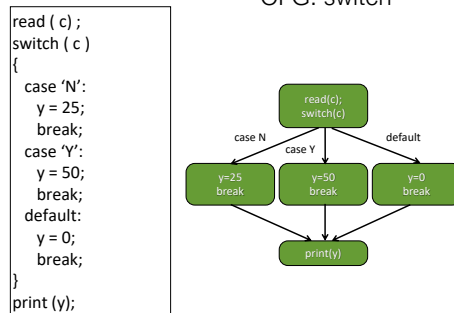 CFG: switch
read ( c) ;
switch ( c )
{
case ‘N’:
y = 25;
break;
case ‘Y’:
y = 50;
break;
default:
y = 0;
break;
}
print (y);
read(c);
switch(c)
case N
case Y
default
y=25
break
y=50
break
y=0
break
print(y)